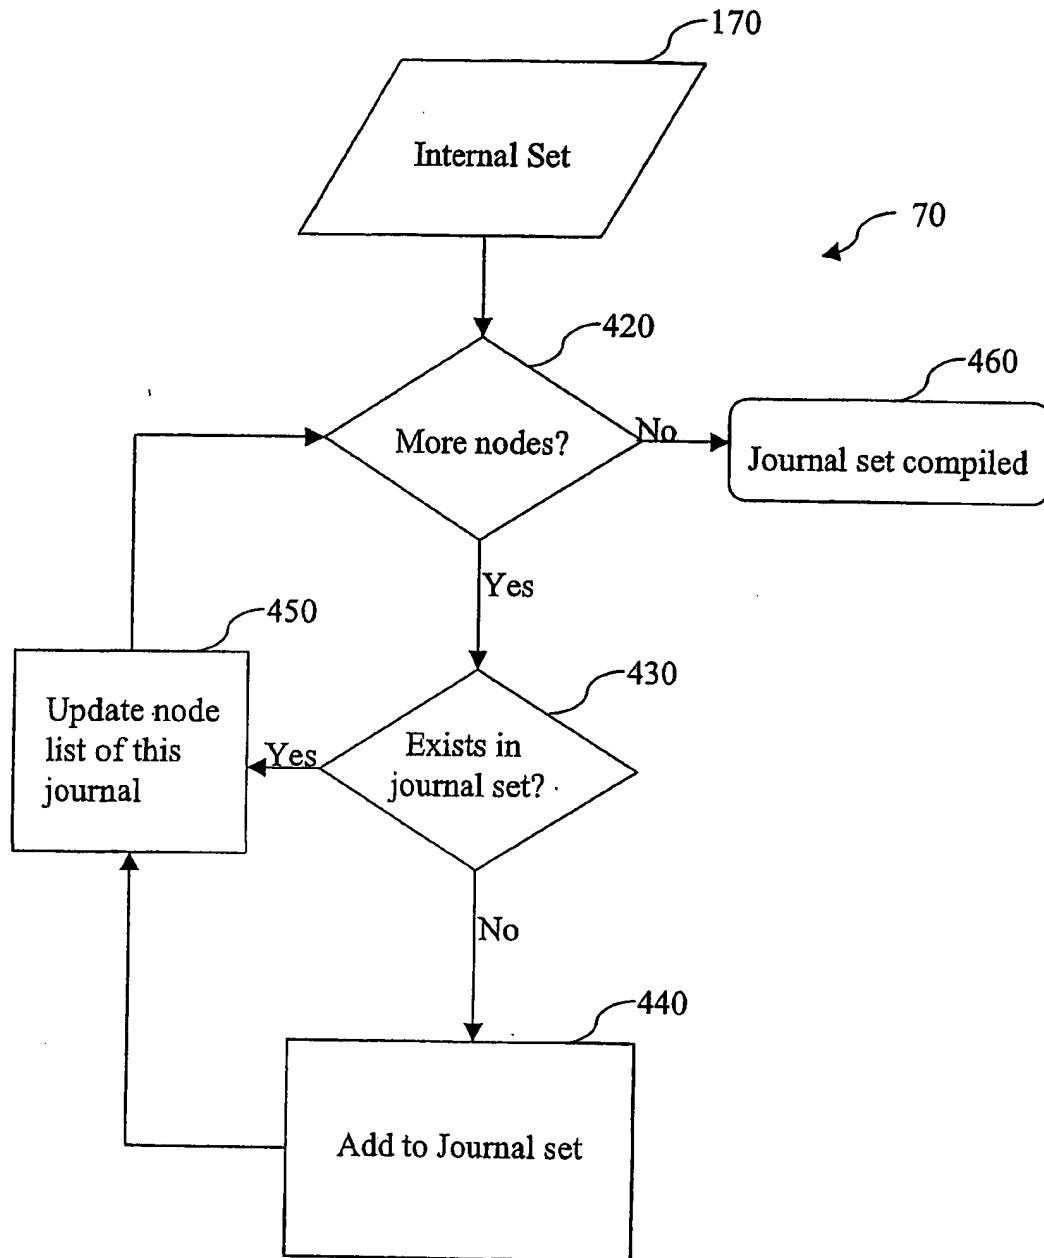 170
Internal Set
70
420
460
More nodes?
No
Journal set compiled
Yes
450
430
Update node
list of this
journal
Yes
Exists in
journal set?
No
440
Add to Journal set